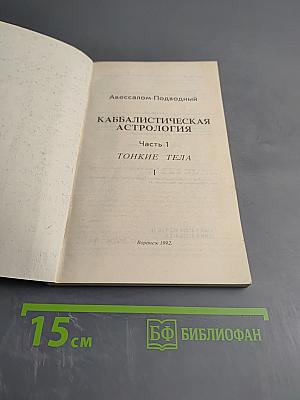 Авессалом Подводный
КАББАЛИСТИЧЕСКАЯ
АСТРОЛОГИЯ
Часть 1
ТОНКИЕ ТЕЛА
I
Воронеж 1992.
15 см
БФ БИБЛИОФАН